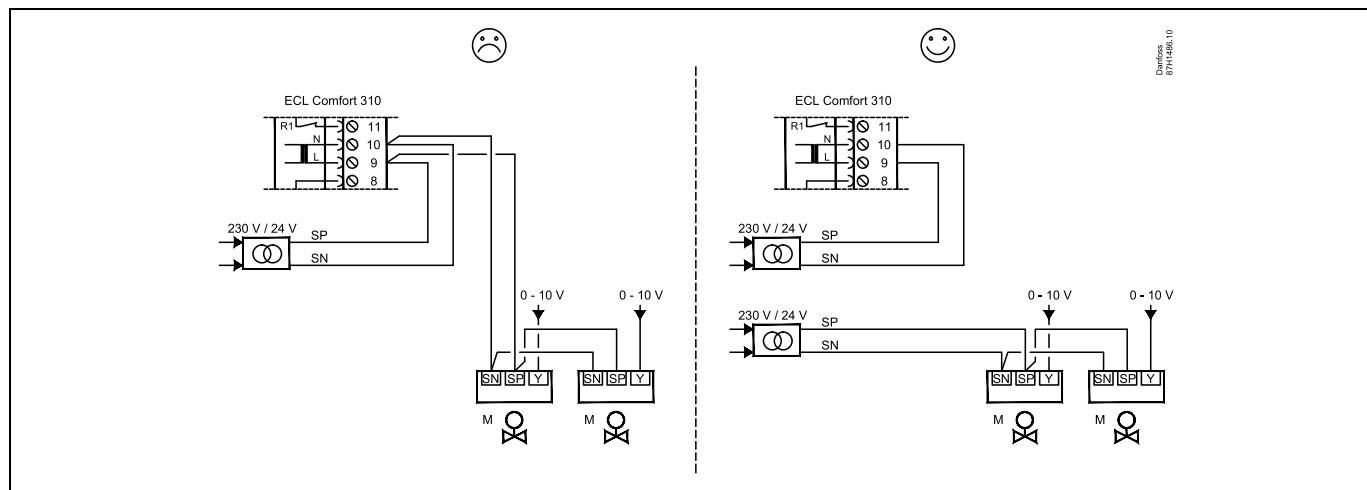 Danfoss
87H1486.10
ECL Comfort 310
R1
11
N
10
L
9
8
230 V / 24 V
SP
SN
0 - 10 V
0 - 10 V
SN SP Y
SN SP Y
M
M
ECL Comfort 310
R1
11
N
10
L
9
8
230 V / 24 V
SP
SN
230 V / 24 V
SP
SN
0 - 10 V
0 - 10 V
SN SP Y
SN SP Y
M
M